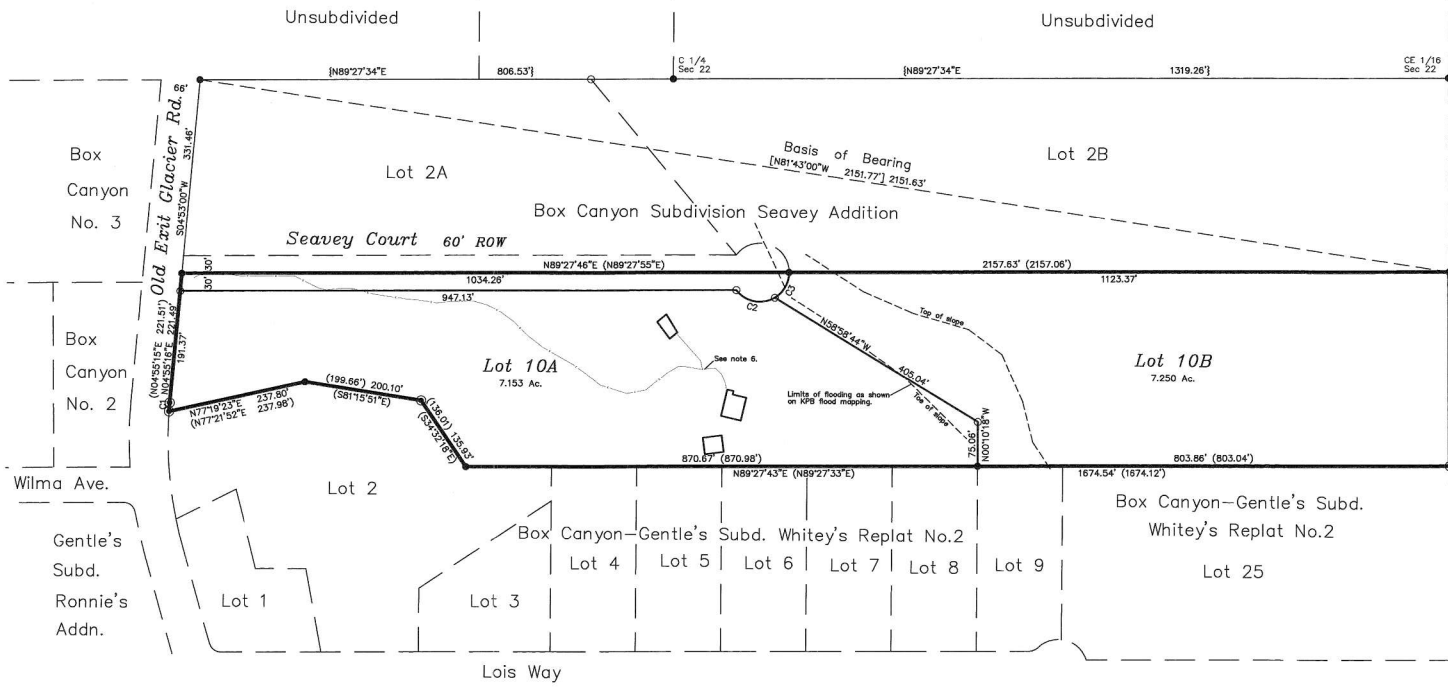 Unsubdivided
Unsubdivided
{N89°27'34"E
806.53'}
C 1/4
Sec 22
{N89°27'34"E
1319.26'}
CE 1/16
Sec 22
66'
Old Exit Glacier Rd.
S04°53'00"W 331.46'
Box
Canyon
No. 3
Lot 2A
Basis of Bearing
[N81°43'00"W 2151.77'] 2151.63'
Lot 2B
Box Canyon Subdivision Seavey Addition
Seavey Court 60' ROW
30'
30'
N89°27'46"E (N89°27'55"E)
1034.26'
2157.63' (2157.06')
1123.37'
947.13'
C2
C3
(N04°55'15"E 221.51')
N04°55'16"E 221.49'
191.37'
C1
Box
Canyon
No. 2
Lot 10A
7.153 Ac.
See note 6.
N58°58'44"W
405.04'
Top of slope
Toe of slope
Limits of flooding as shown
on KPB flood mapping.
Lot 10B
7.250 Ac.
N77°19'23"E 237.80'
(N77°21'52"E 237.98')
(199.66') 200.10'
(S81°15'51"E)
(136.01) 135.93'
(S34°32'18"E)
75.06'
N00°10'18"W
870.67' (870.98')
N89°27'43"E (N89°27'33"E)
803.86' (803.04')
1674.54' (1674.12')
Wilma Ave.
Lot 2
Box Canyon-Gentle's Subd. Whitey's Replat No.2
Box Canyon-Gentle's Subd.
Whitey's Replat No.2
Gentle's
Subd.
Ronnie's
Addn.
Lot 1
Lot 3
Lot 4
Lot 5
Lot 6
Lot 7
Lot 8
Lot 9
Lot 25
Lois Way